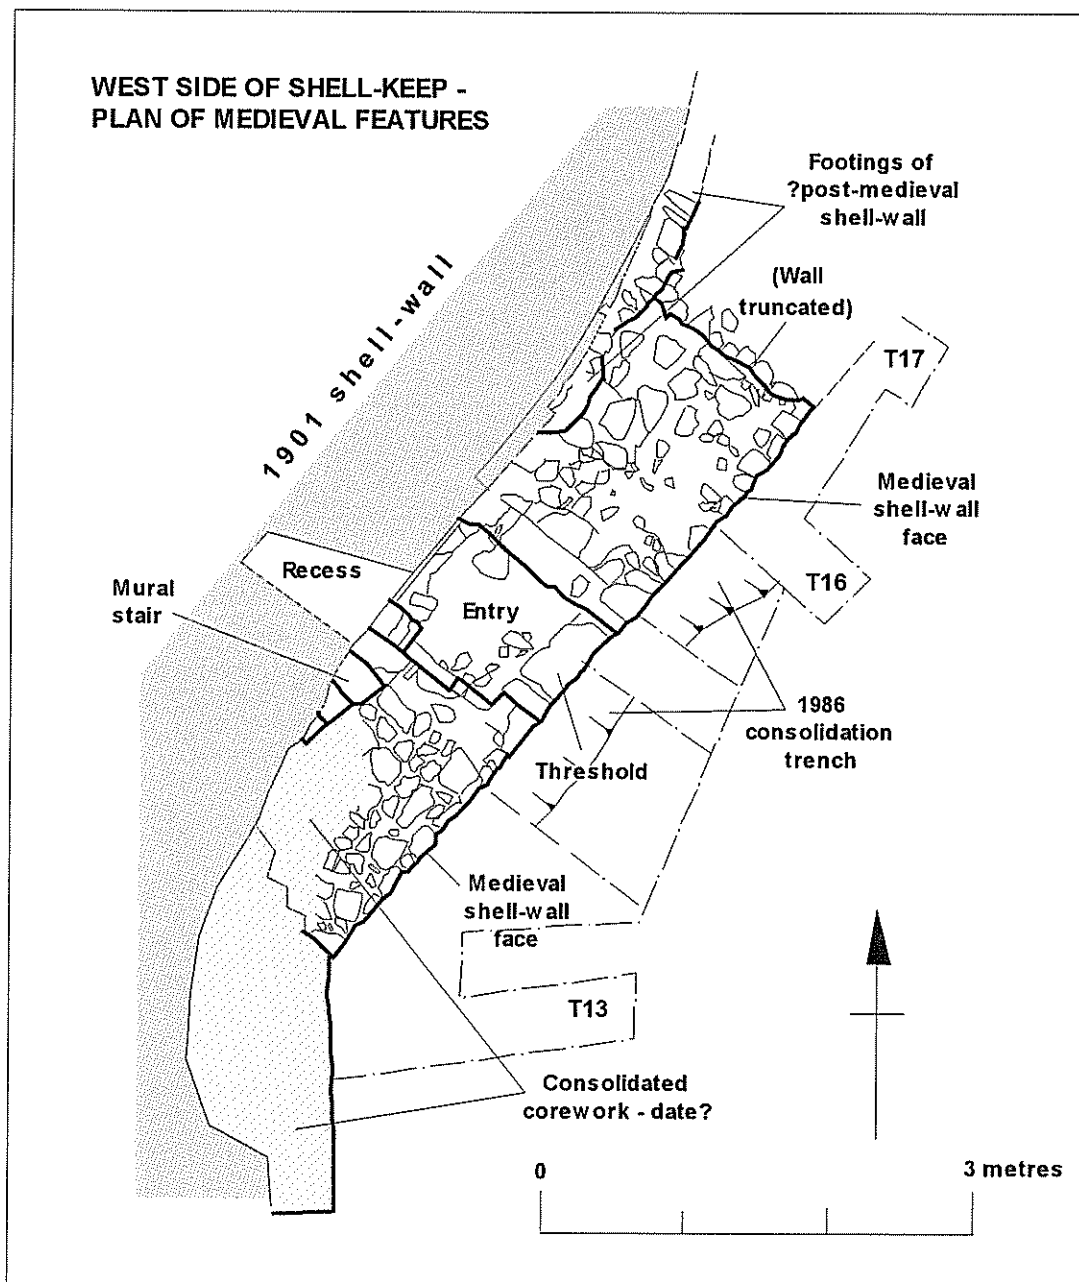 WEST SIDE OF SHELL-KEEP -
PLAN OF MEDIEVAL FEATURES
Footings of
?post-medieval
shell-wall
(Wall
truncated)
T17
1901 shell-wall
Medieval
shell-wall
face
Recess
T16
Mural
stair
Entry
1986
consolidation
trench
Threshold
Medieval
shell-wall
face
T13
Consolidated
corework - date?
0
3 metres